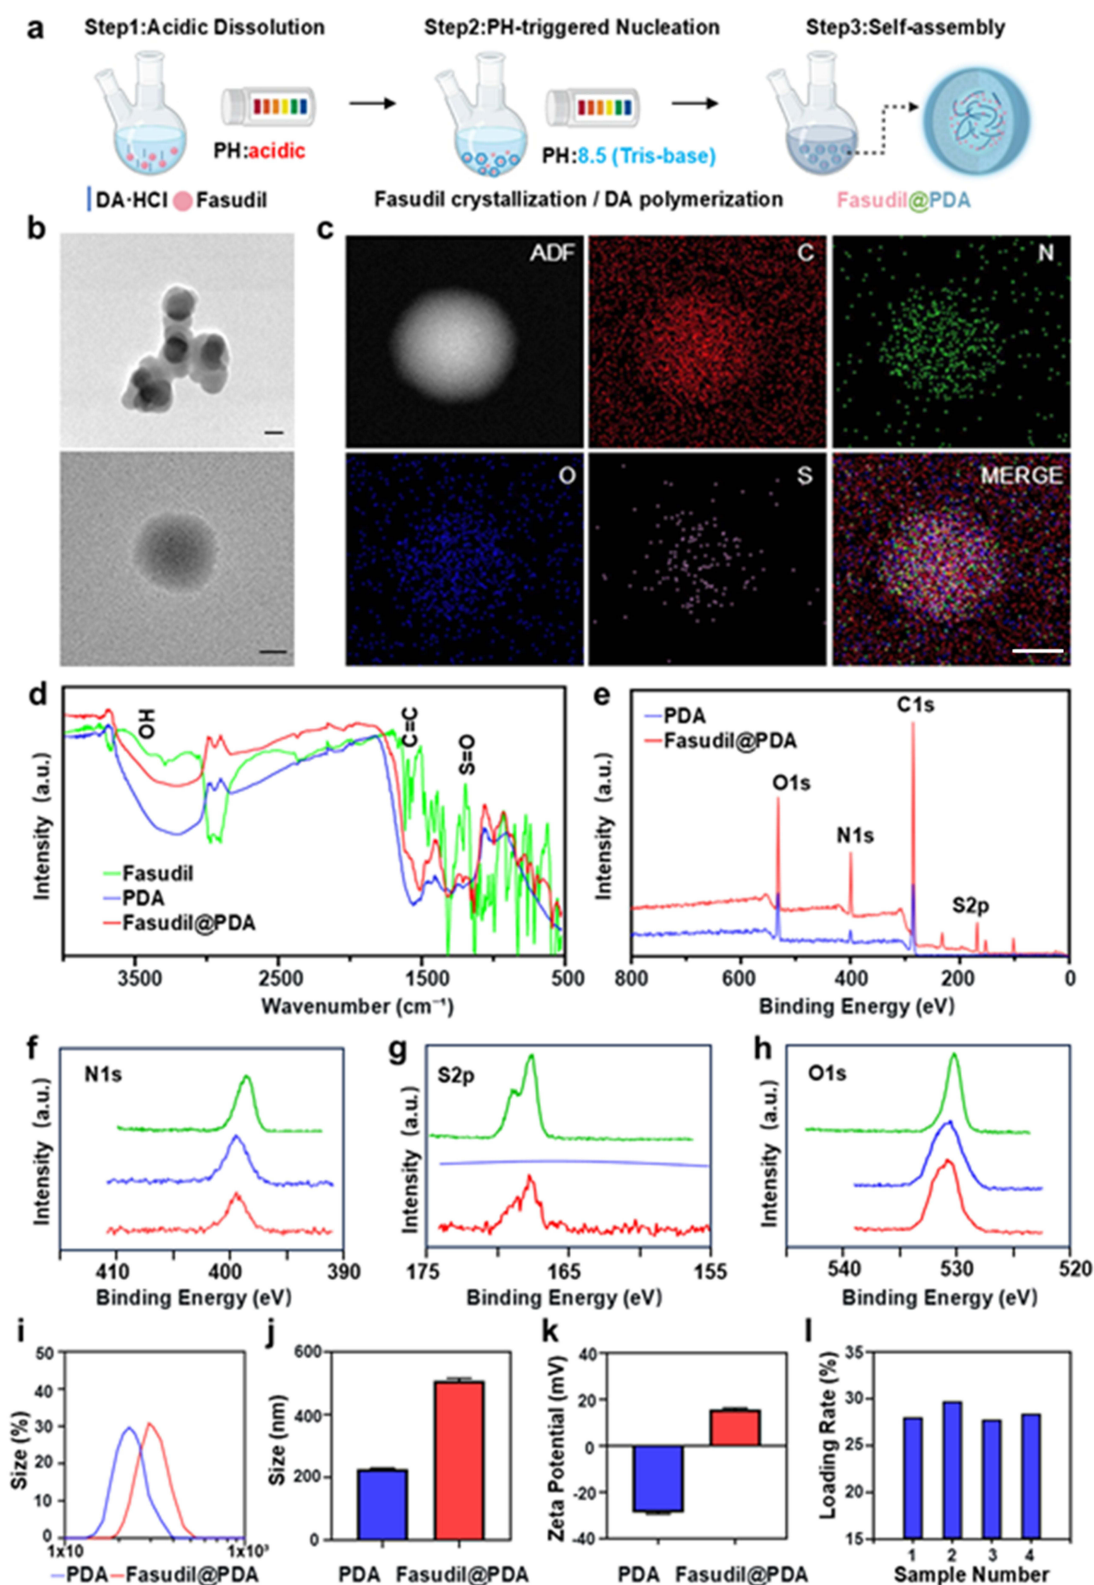 a
Step1:Acidic Dissolution
Step2:PH-triggered Nucleation
Step3:Self-assembly
PH:acidic
PH:8.5 (Tris-base)
DA·HCl Fasudil
Fasudil crystallization / DA polymerization
Fasudil@PDA
b
c
ADF
C
N
O
S
MERGE
d
Intensity (a.u.)
OH
C=C
S=O
Fasudil
PDA
Fasudil@PDA
3500 2500 1500 500
Wavenumber (cm⁻¹)
e
Intensity (a.u.)
PDA
Fasudil@PDA
C1s
O1s
N1s
S2p
800 600 400 200 0
Binding Energy (eV)
f
N1s
Intensity (a.u.)
410 400 390
Binding Energy (eV)
g
S2p
Intensity (a.u.)
175 165 155
Binding Energy (eV)
h
O1s
Intensity (a.u.)
540 530 520
Binding Energy (eV)
i
Size (%)
50
40
30
20
10
0
1x10 1x10³
PDA Fasudil@PDA
j
Size (nm)
600
400
200
0
PDA Fasudil@PDA
k
Zeta Potential (mV)
40
20
0
-20
-40
PDA Fasudil@PDA
l
Loading Rate (%)
35
30
25
20
15
1 2 3 4
Sample Number